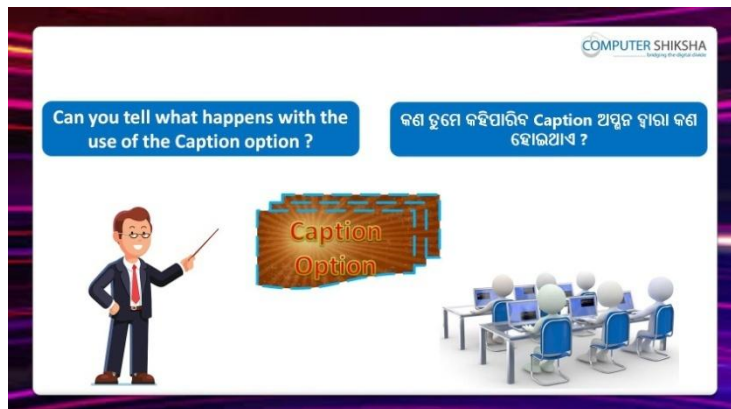 COMPUTER SHIKSHA
bridging the digital divide
Can you tell what happens with the
use of the Caption option ?
କଣ ତୁମେ କହିପାରିବ Caption ଅପ୍ସନ ଦ୍ୱାରା କଣ
ହୋଇଥାଏ ?
Caption
Option